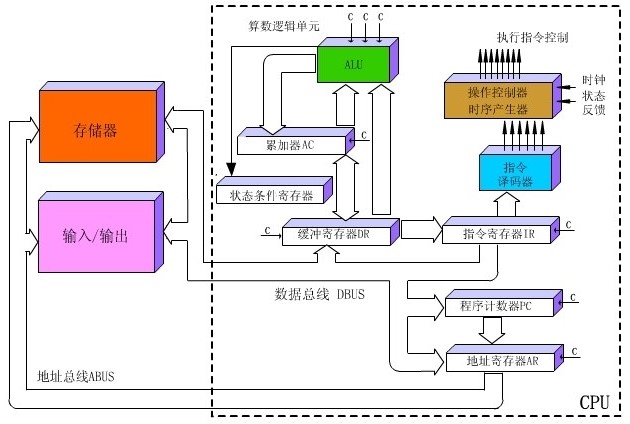 算数逻辑单元
C C C
执行指令控制
ALU
操作控制器
时序产生器
时钟
状态
反馈
存储器
累加器AC
C
指令
译码器
状态条件寄存器
输入/输出
C
缓冲寄存器DR
指令寄存器IR
C
数据总线 DBUS
程序计数器PC
C
地址寄存器AR
C
地址总线ABUS
CPU